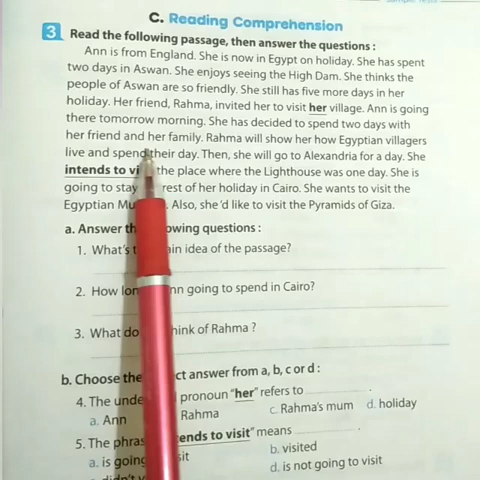 C. Reading Comprehension
3 Read the following passage, then answer the questions :
Ann is from England. She is now in Egypt on holiday. She has spent
two days in Aswan. She enjoys seeing the High Dam. She thinks the
people of Aswan are so friendly. She still has five more days in her
holiday. Her friend, Rahma, invited her to visit her village. Ann is going
there tomorrow morning. She has decided to spend two days with
her friend and her family. Rahma will show her how Egyptian villagers
live and spend their day. Then, she will go to Alexandria for a day. She
intends to vi the place where the Lighthouse was one day. She is
going to stay rest of her holiday in Cairo. She wants to visit the
Egyptian Mu . Also, she'd like to visit the Pyramids of Giza.
a. Answer th owing questions :
1. What's t ain idea of the passage?
2. How lon nn going to spend in Cairo?
3. What do hink of Rahma ?
b. Choose the ct answer from a, b, c or d :
4. The unde pronoun "her" refers to .
a. Ann Rahma c. Rahma's mum d. holiday
5. The phras tends to visit" means .
a. is going sit b. visited
d. is not going to visit